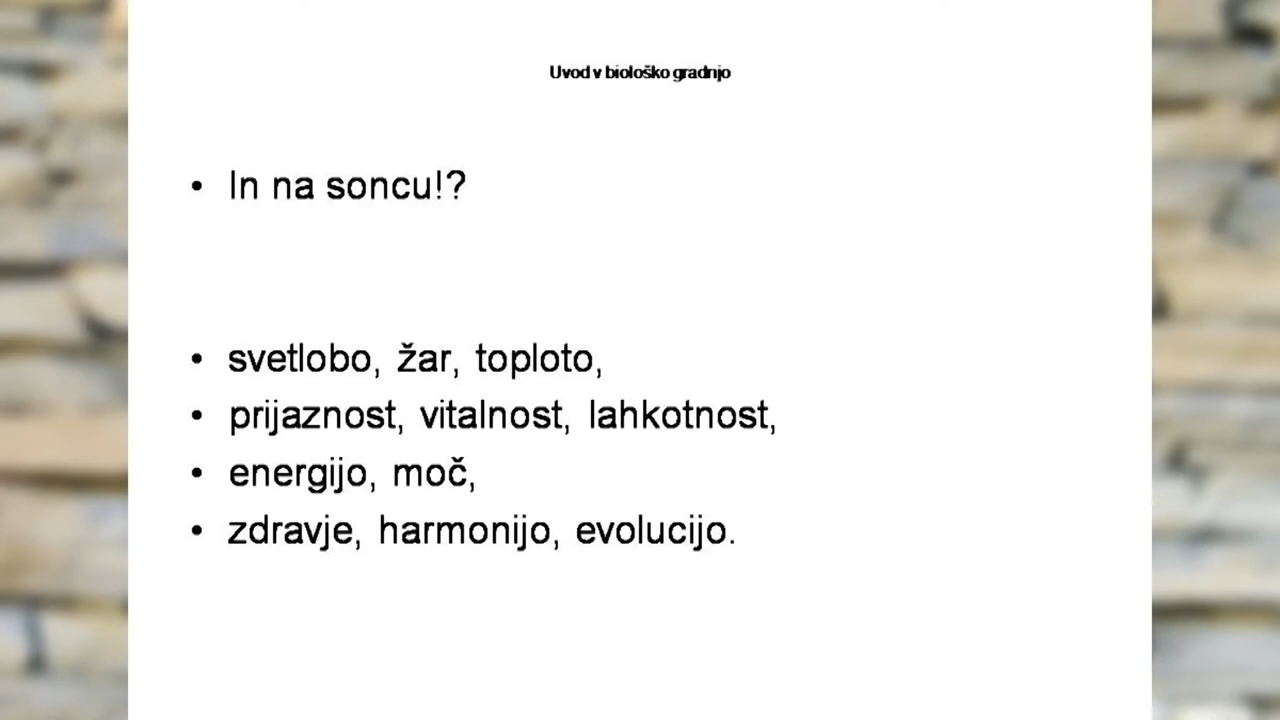 Uvod v biološko gradnjo
• In na soncu!?
• svetlobo, žar, toploto,
• prijaznost, vitalnost, lahkotnost,
• energijo, moč,
• zdravje, harmonijo, evolucijo.